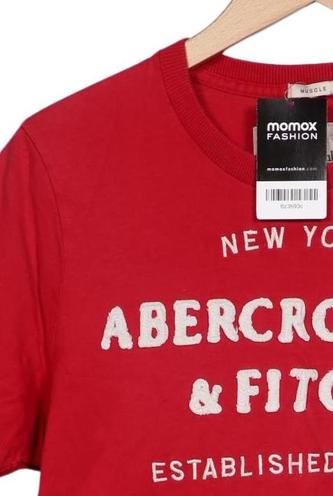 MUSCLE
momox
FASHION
momoxfashion.com
NEW YO
ABERCRO
& FITC
ESTABLISHED